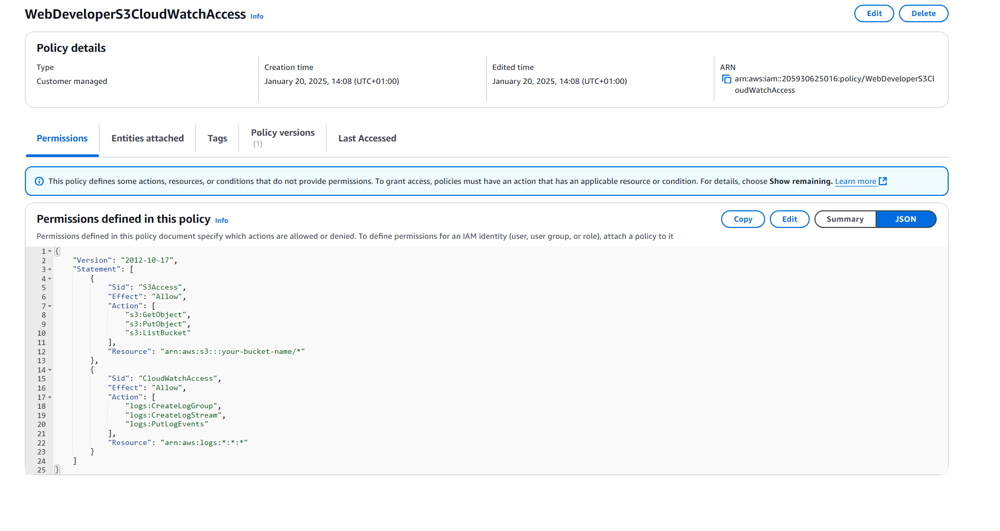 WebDeveloperS3CloudWatchAccess Info
Edit
Delete
Policy details
Type
Customer managed
Creation time
January 20, 2025, 14:08 (UTC+01:00)
Edited time
January 20, 2025, 14:08 (UTC+01:00)
ARN
arn:aws:iam::205930625016:policy/WebDeveloperS3Cl
oudWatchAccess
Permissions
Entities attached
Tags
Policy versions
(1)
Last Accessed
This policy defines some actions, resources, or conditions that do not provide permissions. To grant access, policies must have an action that has an applicable resource or condition. For details, choose Show remaining. Learn more
Permissions defined in this policy Info
Copy
Edit
Summary
JSON
Permissions defined in this policy document specify which actions are allowed or denied. To define permissions for an IAM identity (user, user group, or role), attach a policy to it
1 {
2     "Version": "2012-10-17",
3     "Statement": [
4         {
5             "Sid": "S3Access",
6             "Effect": "Allow",
7             "Action": [
8                 "s3:GetObject",
9                 "s3:PutObject",
10                 "s3:ListBucket"
11             ],
12             "Resource": "arn:aws:s3:::your-bucket-name/*"
13         },
14         {
15             "Sid": "CloudWatchAccess",
16             "Effect": "Allow",
17             "Action": [
18                 "logs:CreateLogGroup",
19                 "logs:CreateLogStream",
20                 "logs:PutLogEvents"
21             ],
22             "Resource": "arn:aws:logs:*:*:*"
23         }
24     ]
25 }